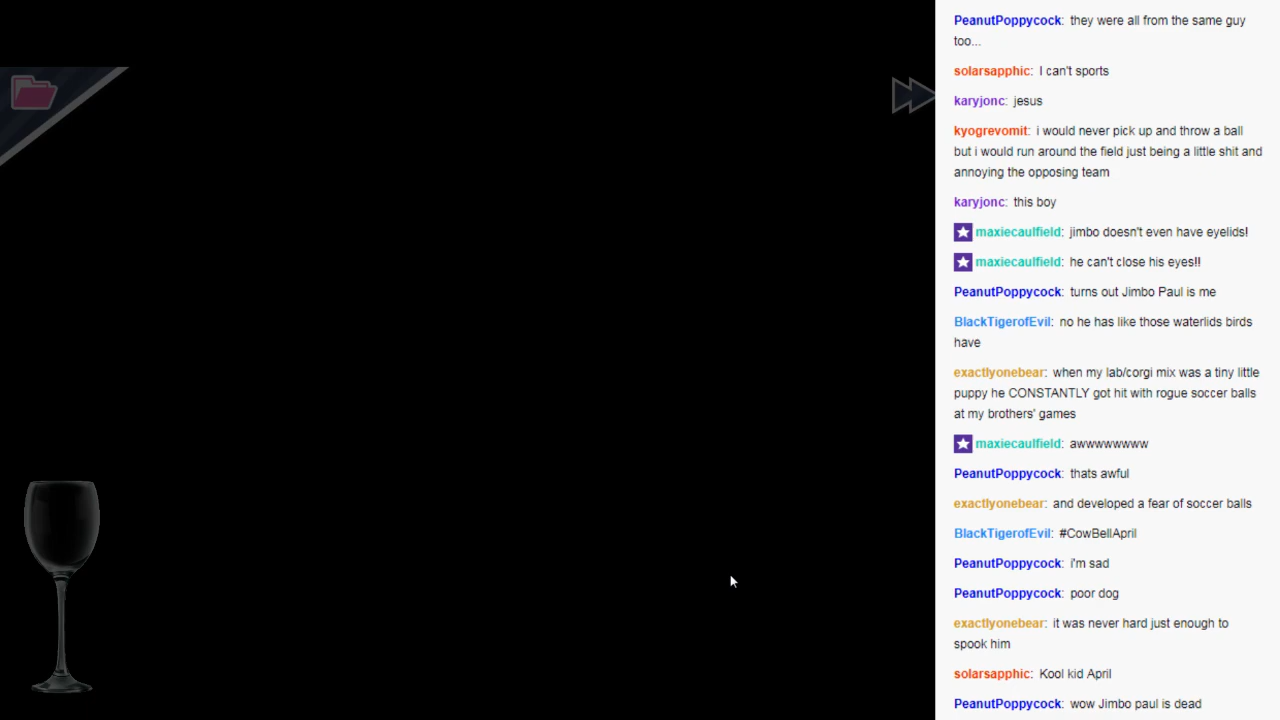 PeanutPoppycock: they were all from the same guy
too...
solarsapphic: I can't sports
karyjonc: jesus
kyogrevomit: i would never pick up and throw a ball
but i would run around the field just being a little shit and
annoying the opposing team
karyjonc: this boy
maxiecaulfield: jimbo doesn't even have eyelids!
maxiecaulfield: he can't close his eyes!!
PeanutPoppycock: turns out Jimbo Paul is me
BlackTigerofEvil: no he has like those waterlids birds
have
exactlyonebear: when my lab/corgi mix was a tiny little
puppy he CONSTANTLY got hit with rogue soccer balls
at my brothers' games
maxiecaulfield: awwwwwwww
PeanutPoppycock: thats awful
exactlyonebear: and developed a fear of soccer balls
BlackTigerofEvil: #CowBellApril
PeanutPoppycock: i'm sad
PeanutPoppycock: poor dog
exactlyonebear: it was never hard just enough to
spook him
solarsapphic: Kool kid April
PeanutPoppycock: wow Jimbo paul is dead